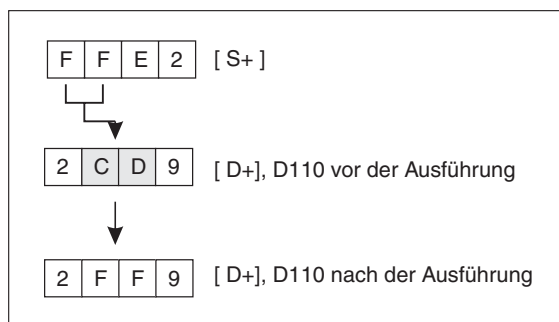 F F E 2 [ S+ ]
2 C D 9 [ D+], D110 vor der Ausführung
2 F F 9 [ D+], D110 nach der Ausführung